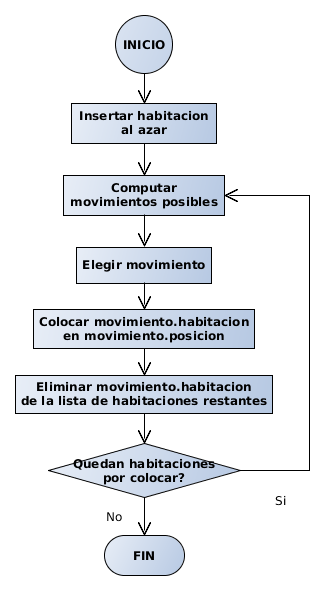 INICIO
Insertar habitacion
al azar
Computar
movimientos posibles
Elegir movimiento
Colocar movimiento.habitacion
en movimiento.posicion
Eliminar movimiento.habitacion
de la lista de habitaciones restantes
Quedan habitaciones
por colocar?
Si
No
FIN